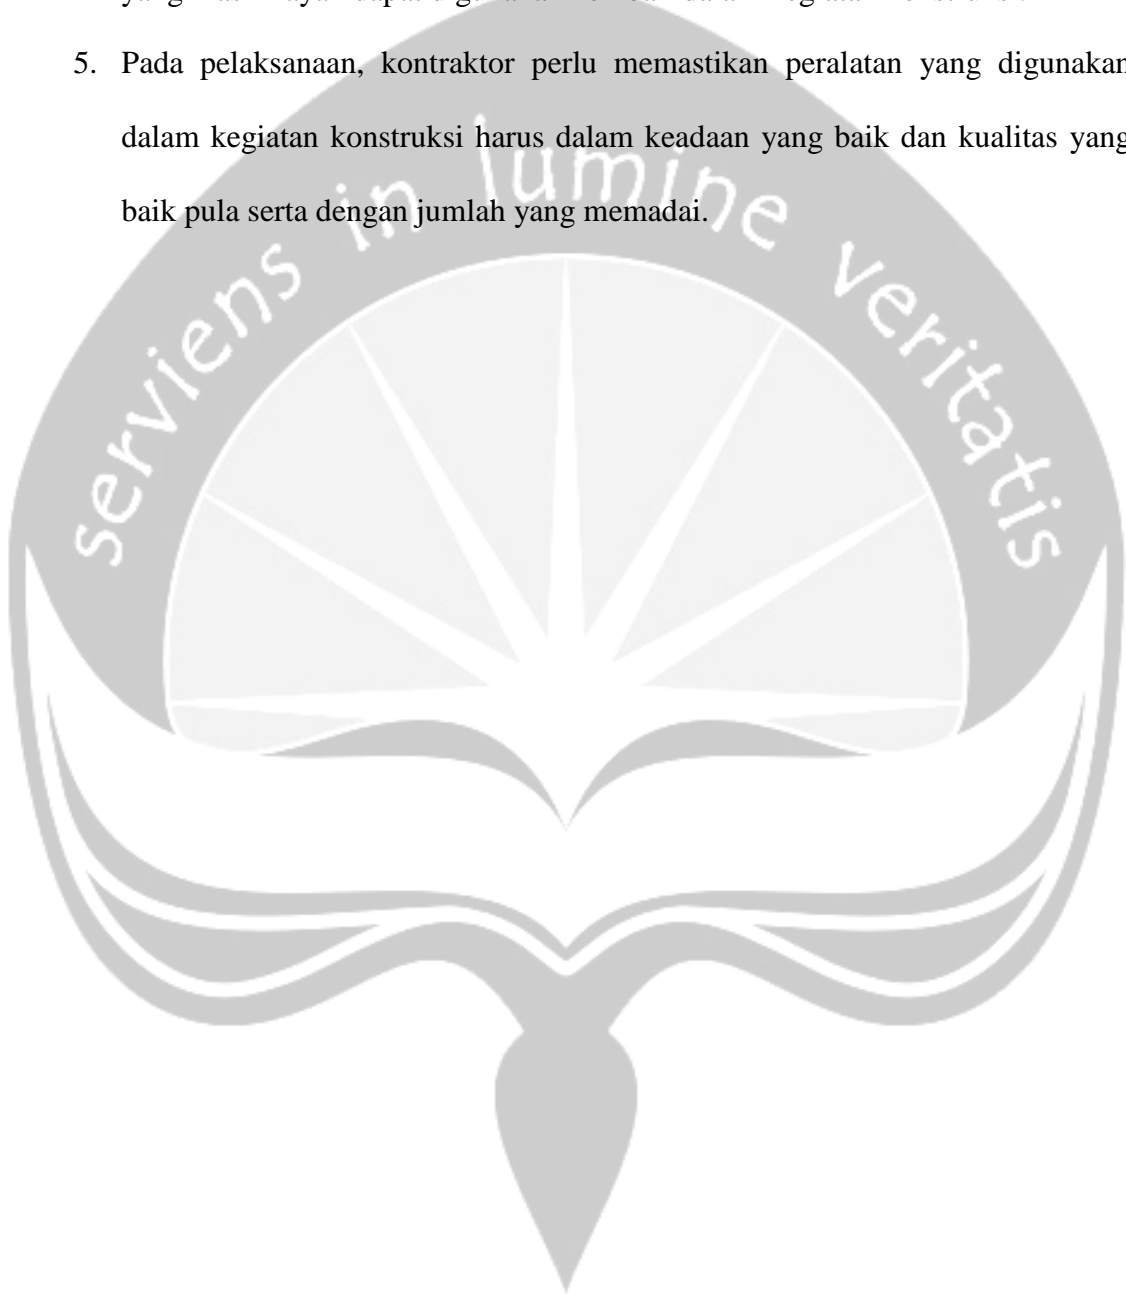 5. Pada pelaksanaan, kontraktor perlu memastikan peralatan yang digunakan
dalam kegiatan konstruksi harus dalam keadaan yang baik dan kualitas yang
baik pula serta dengan jumlah yang memadai.
serviens in lumine veritatis